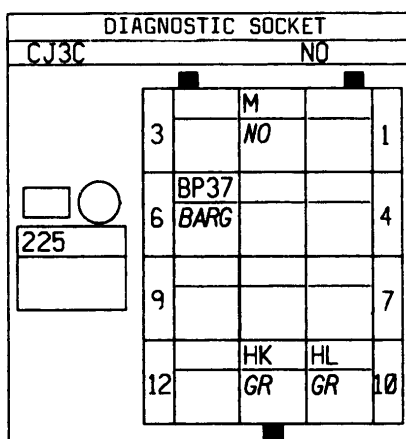 DIAGNOSTIC SOCKET
CJ3C NO
3 M 1
NO
BP37
6 BARG 4
225
9 7
HK HL
12 GR GR 10